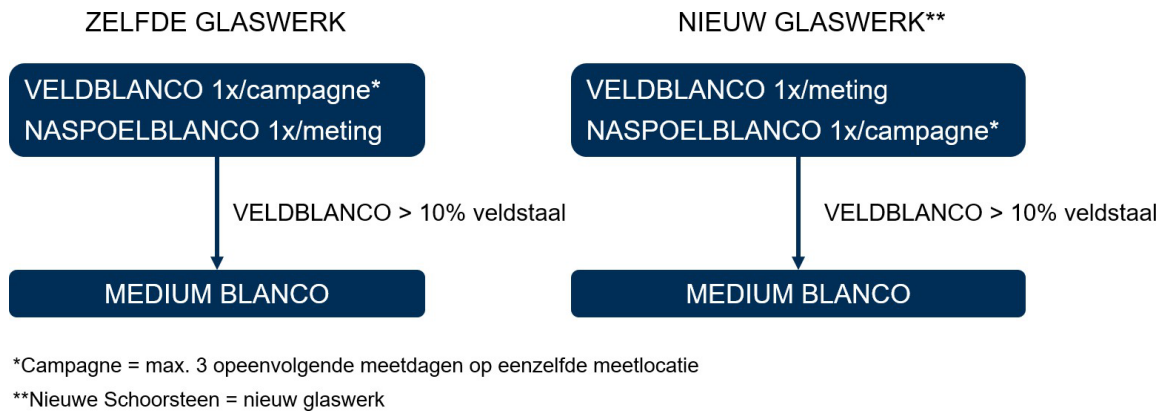 ZELFDE GLASWERK
VELDBLANCO 1x/campagne*
NASPOELBLANCO 1x/meting
VELDBLANCO > 10% veldstaal
MEDIUM BLANCO
NIEUW GLASWERK**
VELDBLANCO 1x/meting
NASPOELBLANCO 1x/campagne*
VELDBLANCO > 10% veldstaal
MEDIUM BLANCO
*Campagne = max. 3 opeenvolgende meetdagen op eenzelfde meetlocatie
**Nieuwe Schoorsteen = nieuw glaswerk